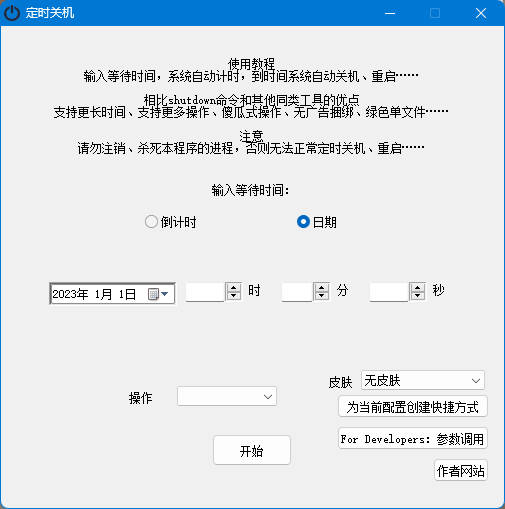 定时关机
使用教程
输入等待时间，系统自动计时，到时间系统自动关机、重启……
相比shutdown命令和其他同类工具的优点
支持更长时间、支持更多操作、傻瓜式操作、无广告捆绑、绿色单文件……
注意
请勿注销、杀死本程序的进程，否则无法正常定时关机、重启……
输入等待时间：
倒计时 日期
2023年 1月 1日 时 分 秒
皮肤 无皮肤
操作
为当前配置创建快捷方式
For Developers：参数调用
开始
作者网站